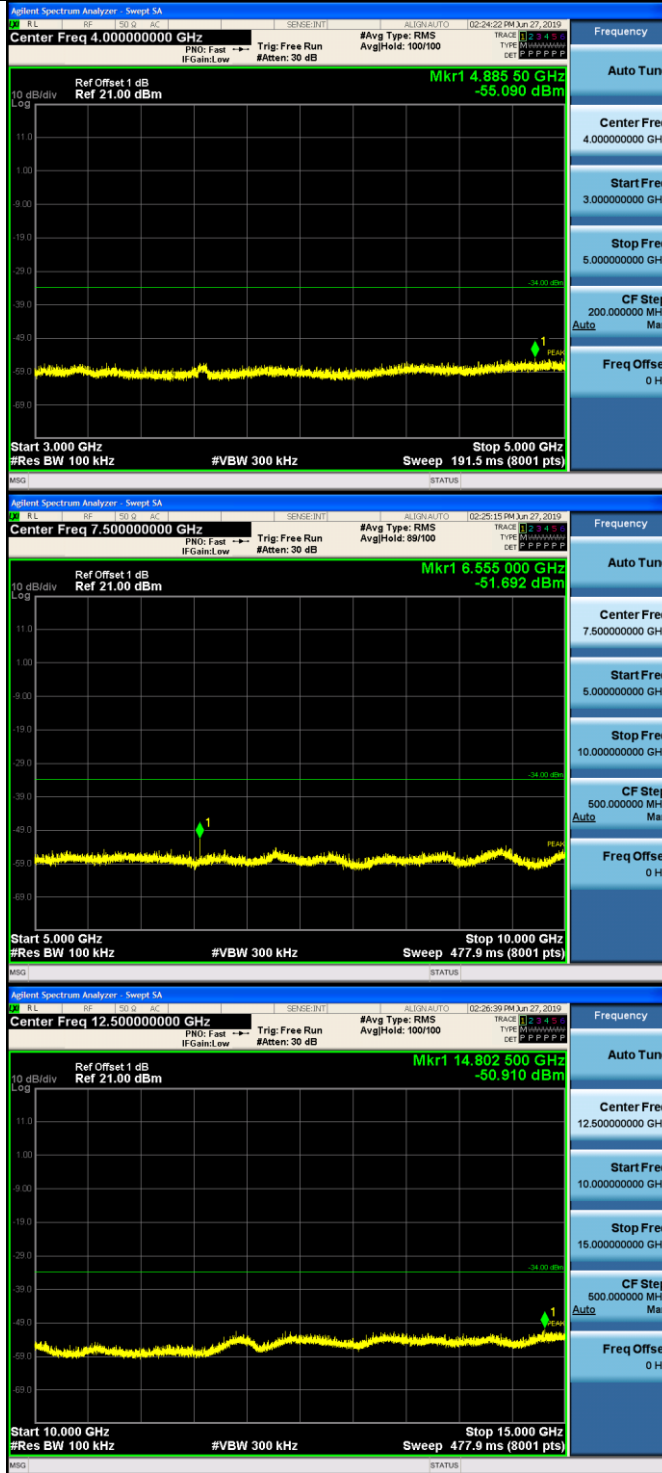 Agilent Spectrum Analyzer - Swept SA
RL RF 50 Ω AC SENSE:INT ALIGNAUTO 02:24:22 PM Jun 27, 2019
Center Freq 4.000000000 GHz #Avg Type: RMS TRACE 1 2 3 4 5 6 Frequency
PNO: Fast Trig: Free Run Avg|Hold: 100/100 TYPE M
IFGain:Low #Atten: 30 dB DET P P P P P P
Auto Tun
Mkr1 4.885 50 GHz
Ref Offset 1 dB
10 dB/div Ref 21.00 dBm -55.090 dBm
Log
Center Fre
4.000000000 GH
11.0
1.00
Start Fre
3.000000000 GH
-9.00
-19.0
Stop Fre
5.000000000 GH
-29.0
-34.00 dBm
CF Ste
200.000000 MH
Auto Ma
-39.0
-49.0
1
PEAK
Freq Offse
0 H
-59.0
-69.0
Start 3.000 GHz Stop 5.000 GHz
#Res BW 100 kHz #VBW 300 kHz Sweep 191.5 ms (8001 pts)
MSG STATUS
Agilent Spectrum Analyzer - Swept SA
RL RF 50 Ω AC SENSE:INT ALIGNAUTO 02:25:15 PM Jun 27, 2019
Center Freq 7.500000000 GHz #Avg Type: RMS TRACE 1 2 3 4 5 6 Frequency
PNO: Fast Trig: Free Run Avg|Hold: 89/100 TYPE M
IFGain:Low #Atten: 30 dB DET P P P P P P
Auto Tun
Mkr1 6.555 000 GHz
Ref Offset 1 dB
10 dB/div Ref 21.00 dBm -51.692 dBm
Log
Center Fre
7.500000000 GH
11.0
1.00
Start Fre
5.000000000 GH
-9.00
-19.0
Stop Fre
10.000000000 GH
-29.0
-34.00 dBm
CF Ste
500.000000 MH
Auto Ma
-39.0
-49.0
1
PEAK
Freq Offse
0 H
-59.0
-69.0
Start 5.000 GHz Stop 10.000 GHz
#Res BW 100 kHz #VBW 300 kHz Sweep 477.9 ms (8001 pts)
MSG STATUS
Agilent Spectrum Analyzer - Swept SA
RL RF 50 Ω AC SENSE:INT ALIGNAUTO 02:26:39 PM Jun 27, 2019
Center Freq 12.500000000 GHz #Avg Type: RMS TRACE 1 2 3 4 5 6 Frequency
PNO: Fast Trig: Free Run Avg|Hold: 100/100 TYPE M
IFGain:Low #Atten: 30 dB DET P P P P P P
Auto Tun
Mkr1 14.802 500 GHz
Ref Offset 1 dB
10 dB/div Ref 21.00 dBm -50.910 dBm
Log
Center Fre
12.500000000 GH
11.0
1.00
Start Fre
10.000000000 GH
-9.00
-19.0
Stop Fre
15.000000000 GH
-29.0
-34.00 dBm
CF Ste
500.000000 MH
Auto Ma
-39.0
-49.0
1
PEAK
Freq Offse
0 H
-59.0
-69.0
Start 10.000 GHz Stop 15.000 GHz
#Res BW 100 kHz #VBW 300 kHz Sweep 477.9 ms (8001 pts)
MSG STATUS